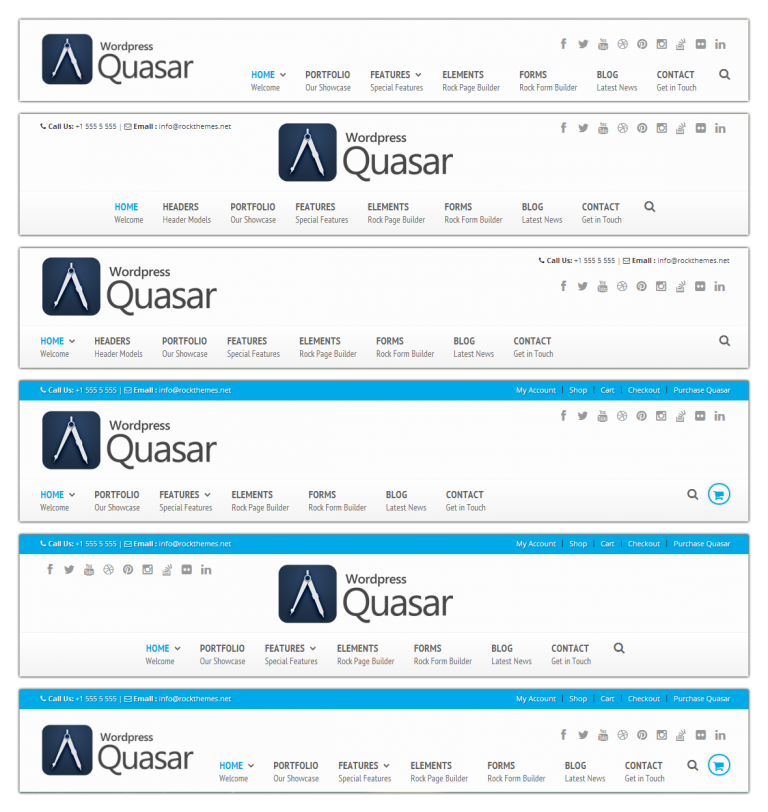 Wordpress
Quasar
HOME PORTFOLIO FEATURES ELEMENTS FORMS BLOG CONTACT
Welcome Our Showcase Special Features Rock Page Builder Rock Form Builder Latest News Get in Touch
Call Us: +1 555 5 555 | Email : info@rockthemes.net
Wordpress
Quasar
HOME HEADERS PORTFOLIO FEATURES ELEMENTS FORMS BLOG CONTACT
Welcome Header Models Our Showcase Special Features Rock Page Builder Rock Form Builder Latest News Get in Touch
Call Us: +1 555 5 555 | Email : info@rockthemes.net
Wordpress
Quasar
HOME HEADERS PORTFOLIO FEATURES ELEMENTS FORMS BLOG CONTACT
Welcome Header Models Our Showcase Special Features Rock Page Builder Rock Form Builder Latest News Get in Touch
Call Us: +1 555 5 555 | Email : info@rockthemes.net My Account | Shop | Cart | Checkout | Purchase Quasar
Wordpress
Quasar
HOME PORTFOLIO FEATURES ELEMENTS FORMS BLOG CONTACT
Welcome Our Showcase Special Features Rock Page Builder Rock Form Builder Latest News Get in Touch
Call Us: +1 555 5 555 | Email : info@rockthemes.net My Account | Shop | Cart | Checkout | Purchase Quasar
Wordpress
Quasar
HOME PORTFOLIO FEATURES ELEMENTS FORMS BLOG CONTACT
Welcome Our Showcase Special Features Rock Page Builder Rock Form Builder Latest News Get in Touch
Call Us: +1 555 5 555 | Email : info@rockthemes.net My Account | Shop | Cart | Checkout | Purchase Quasar
Wordpress
Quasar
HOME PORTFOLIO FEATURES ELEMENTS FORMS BLOG CONTACT
Welcome Our Showcase Special Features Rock Page Builder Rock Form Builder Latest News Get in Touch